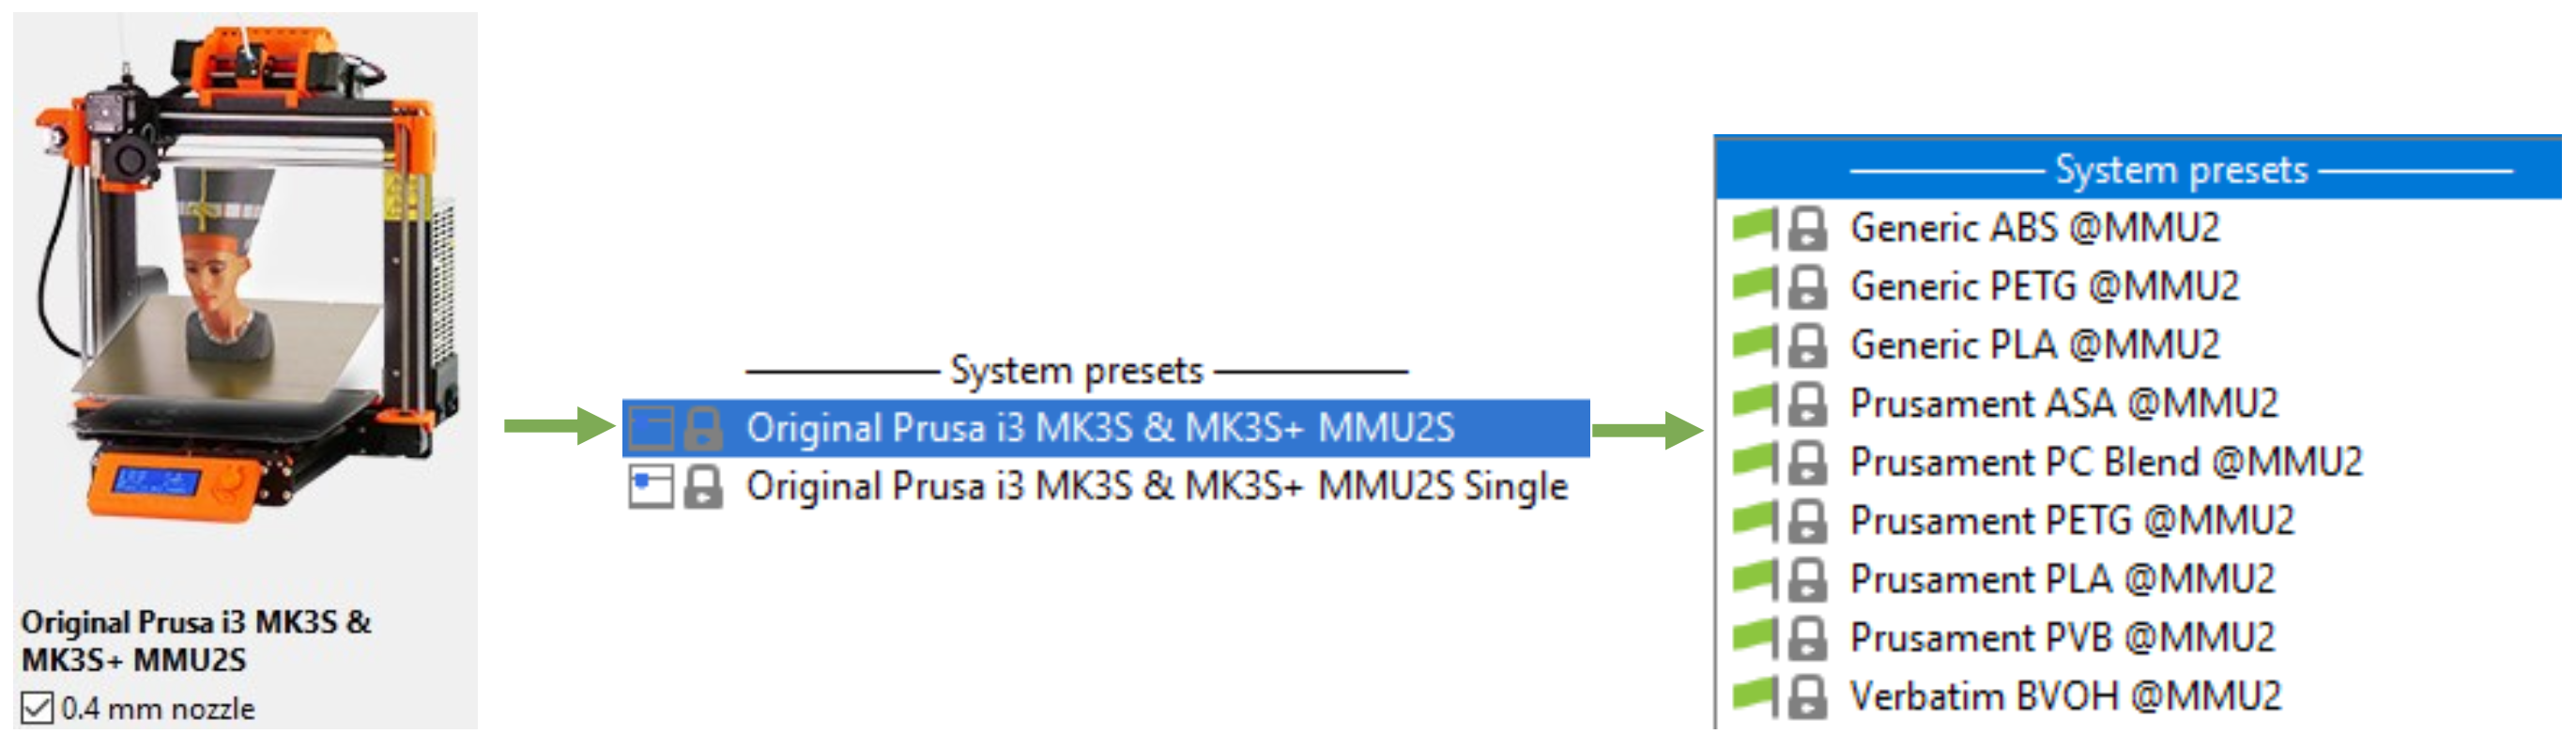 Original Prusa i3 MK3S &
MK3S+ MMU2S
0.4 mm nozzle
System presets
Original Prusa i3 MK3S & MK3S+ MMU2S
Original Prusa i3 MK3S & MK3S+ MMU2S Single
System presets
Generic ABS @MMU2
Generic PETG @MMU2
Generic PLA @MMU2
Prusament ASA @MMU2
Prusament PC Blend @MMU2
Prusament PETG @MMU2
Prusament PLA @MMU2
Prusament PVB @MMU2
Verbatim BVOH @MMU2